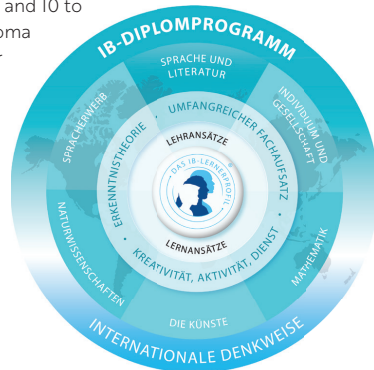 and 10 to
oma
r
IB-DIPLOMPROGRAMM
SPRACHE UND
LITERATUR
SPRACHERWERB
INDIVIDUUM UND
GESELLSCHAFT
ERKENNTNISTHEORIE • UMFANGREICHER FACHAUFSATZ •
LEHRANSÄTZE
DAS IB-LERNERPROFIL
®
LERNANSÄTZE
KREATIVITÄT, AKTIVITÄT, DIENST •
NATURWISSENSCHAFTEN
MATHEMATIK
DIE KÜNSTE
INTERNATIONALE DENKWEISE